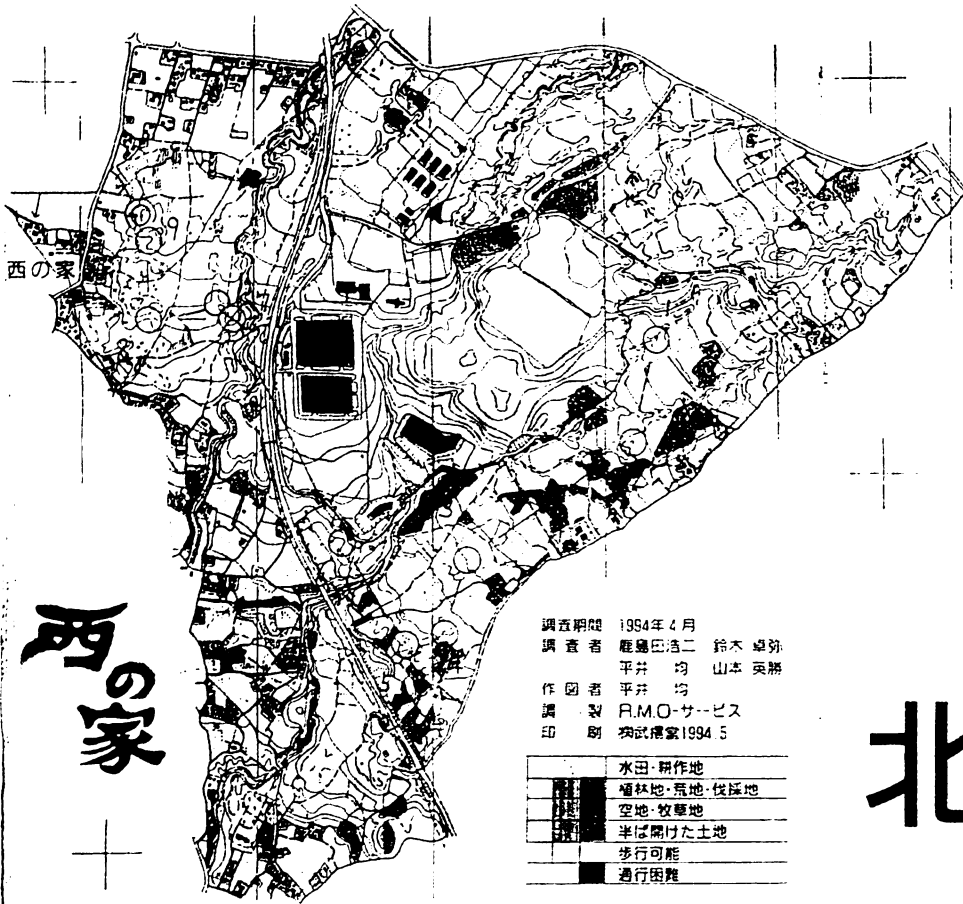 西の家
西の家
調査期間 1994年4月
調査者 鹿島田浩二 鈴木 卓弥
平井 均 山本 英勝
作図者 平井 均
調 製 R.M.O-サービス
印 刷 1994.5
水田・耕作地
植林地・荒地・伐採地
空地・牧草地
半ば開けた土地
歩行可能
通行困難
北